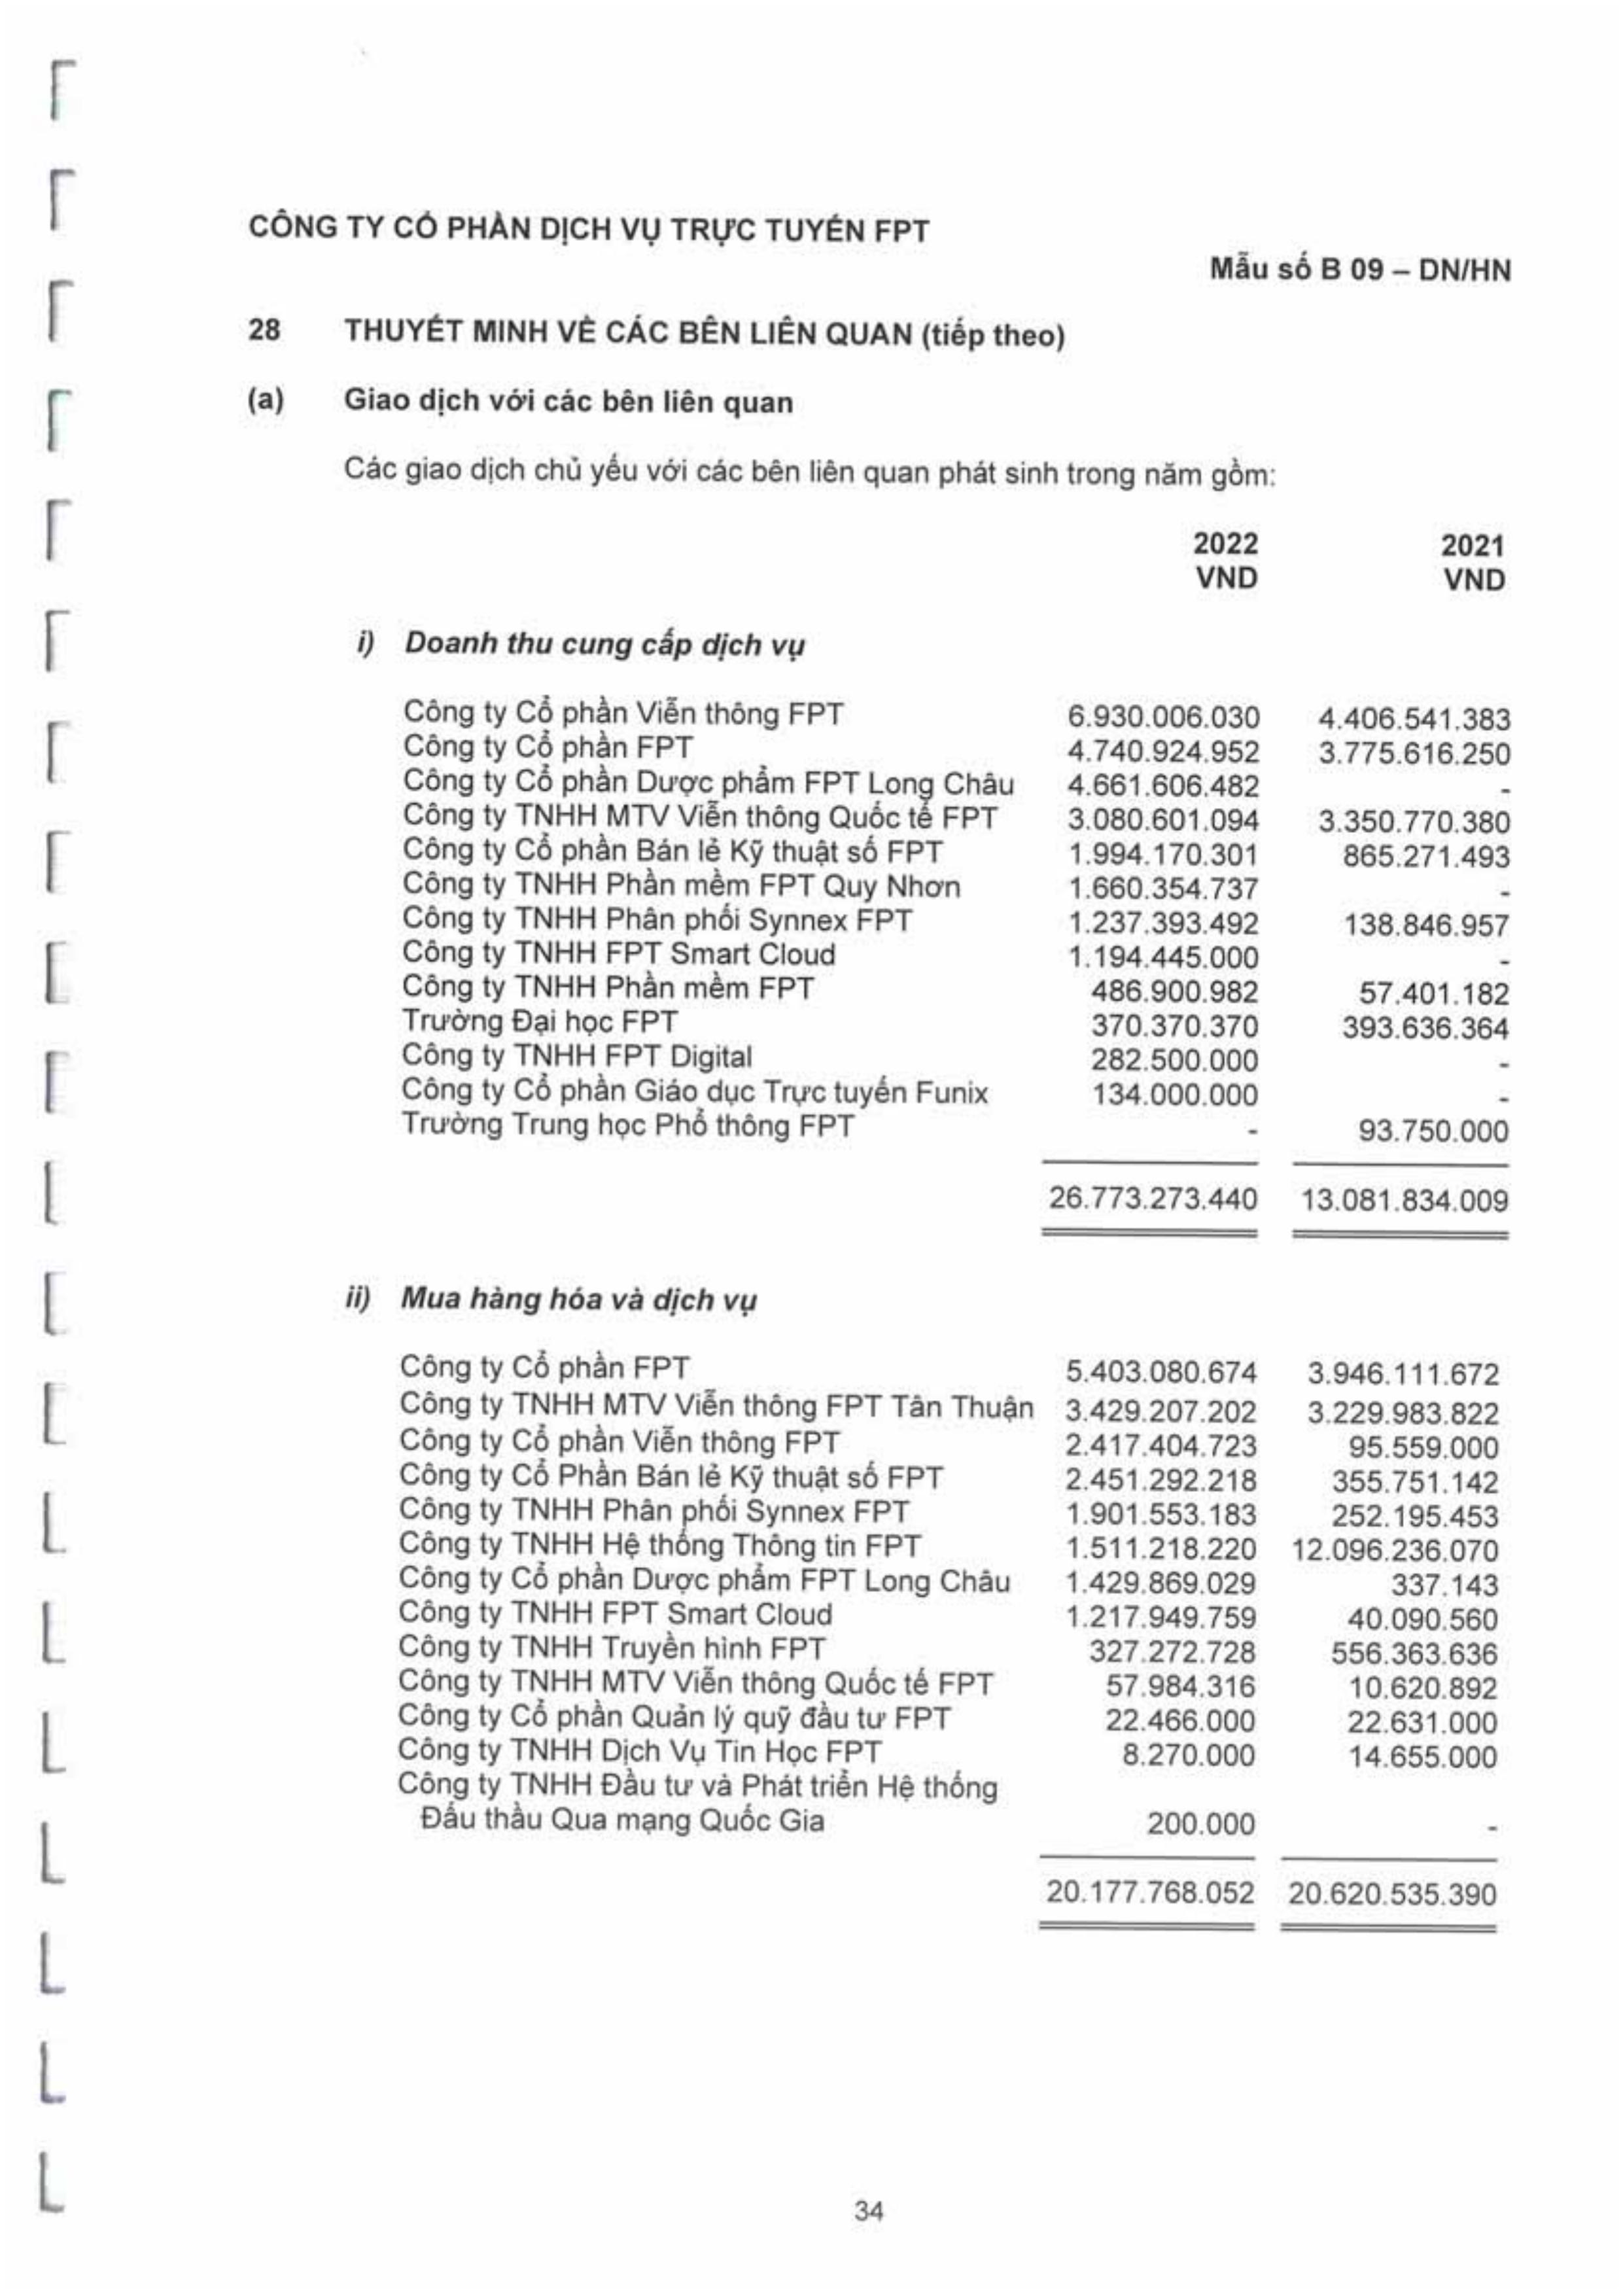 CÔNG TY CỔ PHẦN DỊCH VỤ TRỰC TUYẾN FPT
Mẫu số B 09 – DN/HN
28 THUYẾT MINH VỀ CÁC BÊN LIÊN QUAN (tiếp theo)
(a) Giao dịch với các bên liên quan
Các giao dịch chủ yếu với các bên liên quan phát sinh trong năm gồm:
2022 2021
VND VND
i) Doanh thu cung cấp dịch vụ
Công ty Cổ phần Viễn thông FPT 6.930.006.030 4.406.541.383
Công ty Cổ phần FPT 4.740.924.952 3.775.616.250
Công ty Cổ phần Dược phẩm FPT Long Châu 4.661.606.482 -
Công ty TNHH MTV Viễn thông Quốc tế FPT 3.080.601.094 3.350.770.380
Công ty Cổ phần Bán lẻ Kỹ thuật số FPT 1.994.170.301 865.271.493
Công ty TNHH Phần mềm FPT Quy Nhơn 1.660.354.737 -
Công ty TNHH Phân phối Synnex FPT 1.237.393.492 138.846.957
Công ty TNHH FPT Smart Cloud 1.194.445.000 -
Công ty TNHH Phần mềm FPT 486.900.982 57.401.182
Trường Đại học FPT 370.370.370 393.636.364
Công ty TNHH FPT Digital 282.500.000 -
Công ty Cổ phần Giáo dục Trực tuyến Funix 134.000.000 -
Trường Trung học Phổ thông FPT - 93.750.000
26.773.273.440 13.081.834.009
ii) Mua hàng hóa và dịch vụ
Công ty Cổ phần FPT 5.403.080.674 3.946.111.672
Công ty TNHH MTV Viễn thông FPT Tân Thuận 3.429.207.202 3.229.983.822
Công ty Cổ phần Viễn thông FPT 2.417.404.723 95.559.000
Công ty Cổ Phần Bán lẻ Kỹ thuật số FPT 2.451.292.218 355.751.142
Công ty TNHH Phân phối Synnex FPT 1.901.553.183 252.195.453
Công ty TNHH Hệ thống Thông tin FPT 1.511.218.220 12.096.236.070
Công ty Cổ phần Dược phẩm FPT Long Châu 1.429.869.029 337.143
Công ty TNHH FPT Smart Cloud 1.217.949.759 40.090.560
Công ty TNHH Truyền hình FPT 327.272.728 556.363.636
Công ty TNHH MTV Viễn thông Quốc tế FPT 57.984.316 10.620.892
Công ty Cổ phần Quản lý quỹ đầu tư FPT 22.466.000 22.631.000
Công ty TNHH Dịch Vụ Tin Học FPT 8.270.000 14.655.000
Công ty TNHH Đầu tư và Phát triển Hệ thống
Đấu thầu Qua mạng Quốc Gia 200.000 -
20.177.768.052 20.620.535.390
34